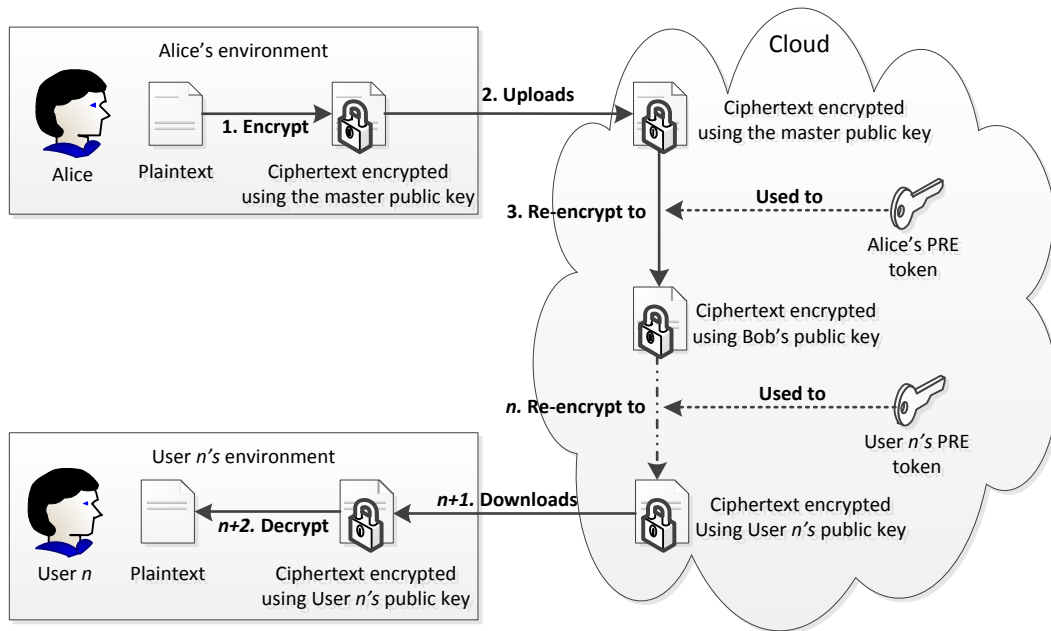 Alice's environment
Alice
Plaintext
1. Encrypt
Ciphertext encrypted
using the master public key
2. Uploads
Cloud
Ciphertext encrypted
using the master public key
3. Re-encrypt to
Used to
Alice's PRE
token
Ciphertext encrypted
using Bob's public key
n. Re-encrypt to
Used to
User n's PRE
token
Ciphertext encrypted
Using User n's public key
n+1. Downloads
User n's environment
n+2. Decrypt
User n
Plaintext
Ciphertext encrypted
using User n's public key